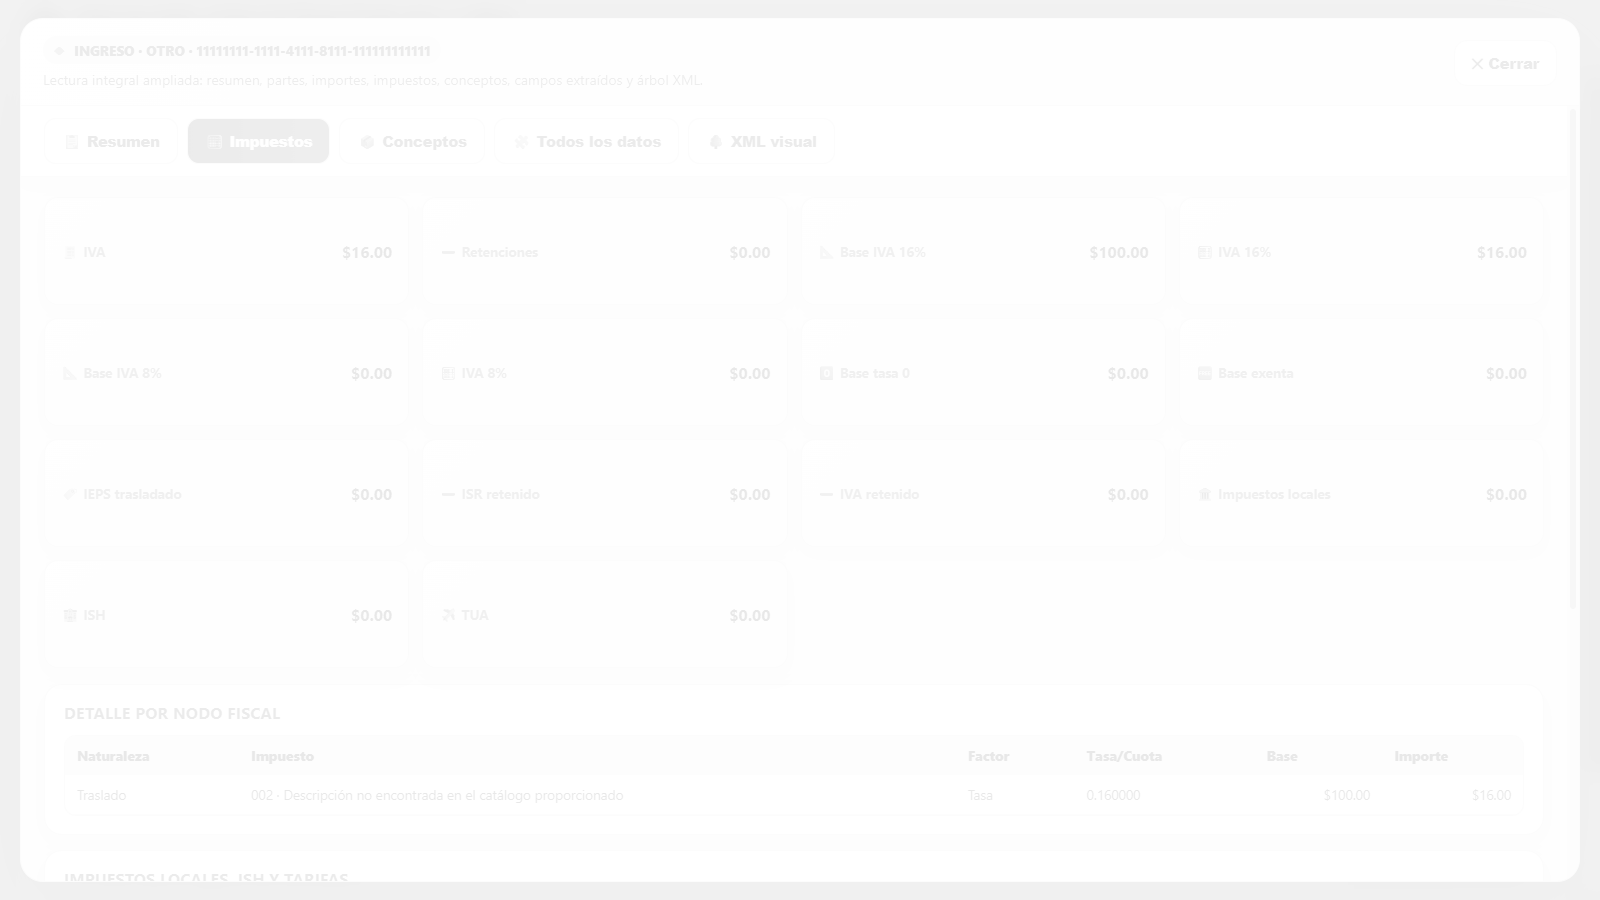 INGRESO · OTRO · 11111111-1111-4111-8111-111111111111
Lectura integral ampliada: resumen, partes, importes, impuestos, conceptos, campos extraídos y árbol XML.
Cerrar
Resumen
Impuestos
Conceptos
Todos los datos
XML visual
IVA $16.00
Retenciones $0.00
Base IVA 16% $100.00
IVA 16% $16.00
Base IVA 8% $0.00
IVA 8% $0.00
Base tasa 0 $0.00
Base exenta $0.00
IEPS trasladado $0.00
ISR retenido $0.00
IVA retenido $0.00
Impuestos locales $0.00
ISH $0.00
TUA $0.00
DETALLE POR NODO FISCAL
Naturaleza Impuesto Factor Tasa/Cuota Base Importe
Traslado 002 · Descripción no encontrada en el catálogo proporcionado Tasa 0.160000 $100.00 $16.00
IMPUESTOS LOCALES, ISH Y TARIFAS